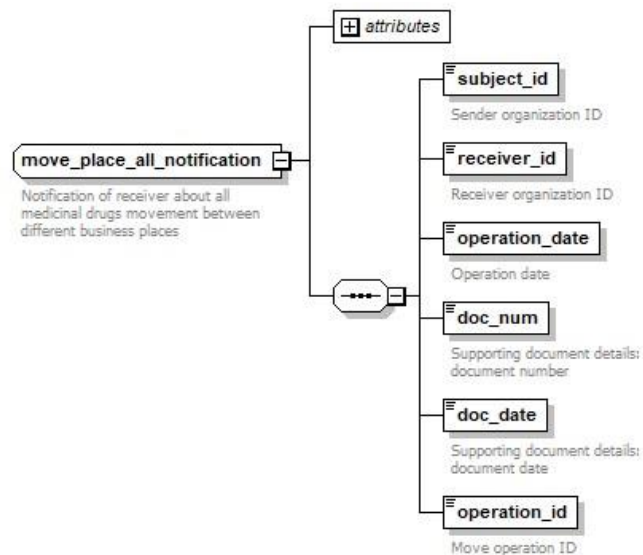 attributes
subject_id
Sender organization ID
move_place_all_notification
Notification of receiver about all
medicinal drugs movement between
different business places
receiver_id
Receiver organization ID
operation_date
Operation date
doc_num
Supporting document details:
document number
doc_date
Supporting document details:
document date
operation_id
Move operation ID